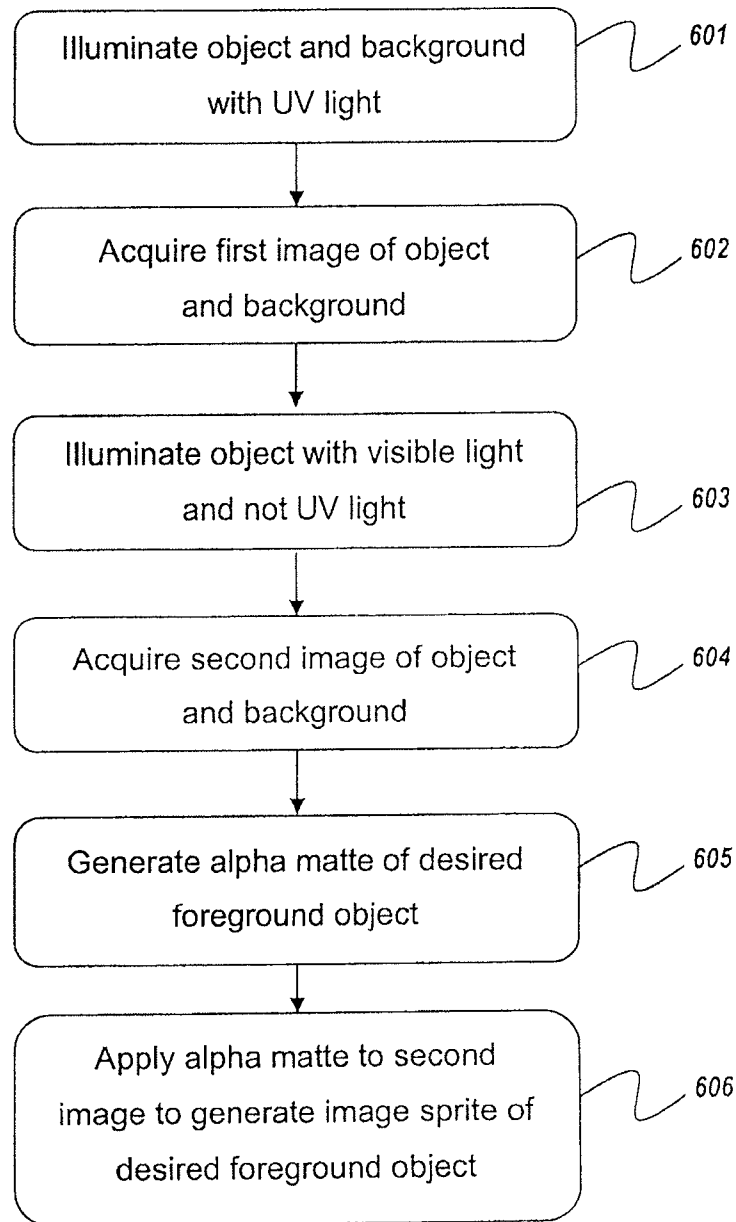 Illuminate object and background
with UV light
601
Acquire first image of object
and background
602
Illuminate object with visible light
and not UV light
603
Acquire second image of object
and background
604
Generate alpha matte of desired
foreground object
605
Apply alpha matte to second
image to generate image sprite of
desired foreground object
606